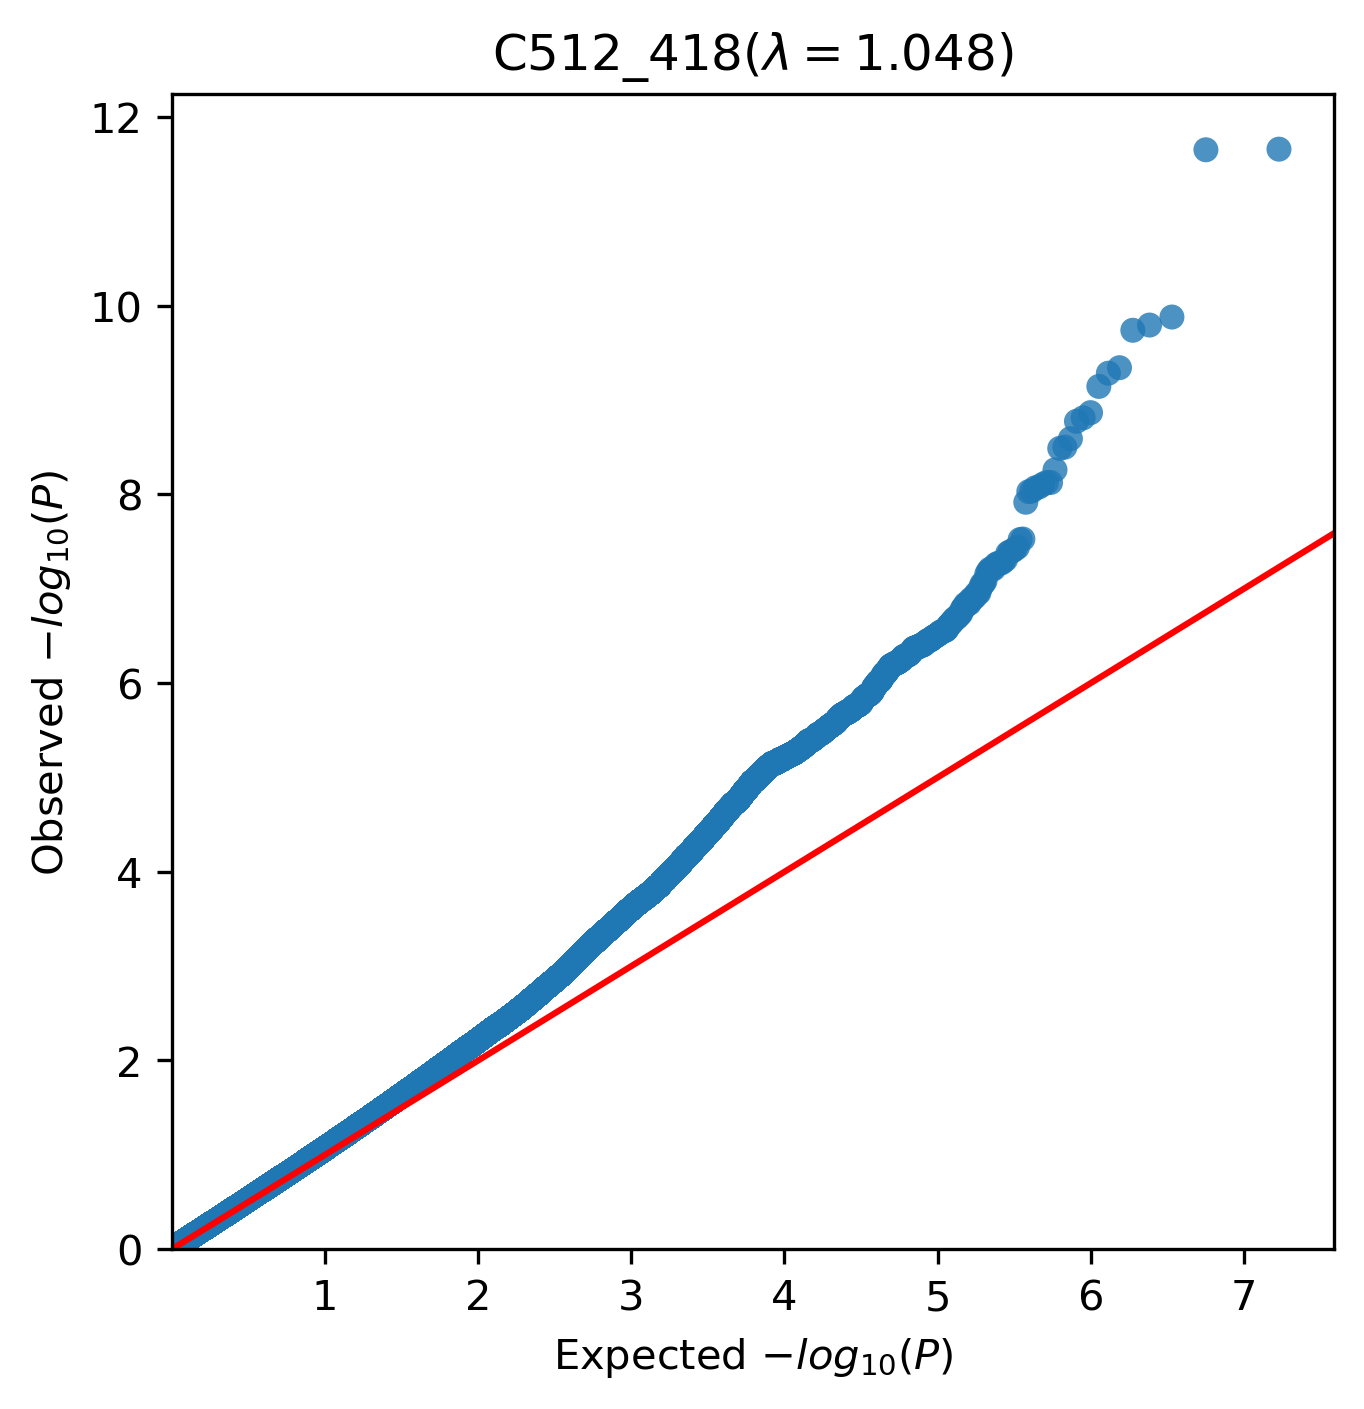 C512_418(λ = 1.048)
12
10
8
6
4
2
0
Observed −log₁₀(P)
1 2 3 4 5 6 7
Expected −log₁₀(P)